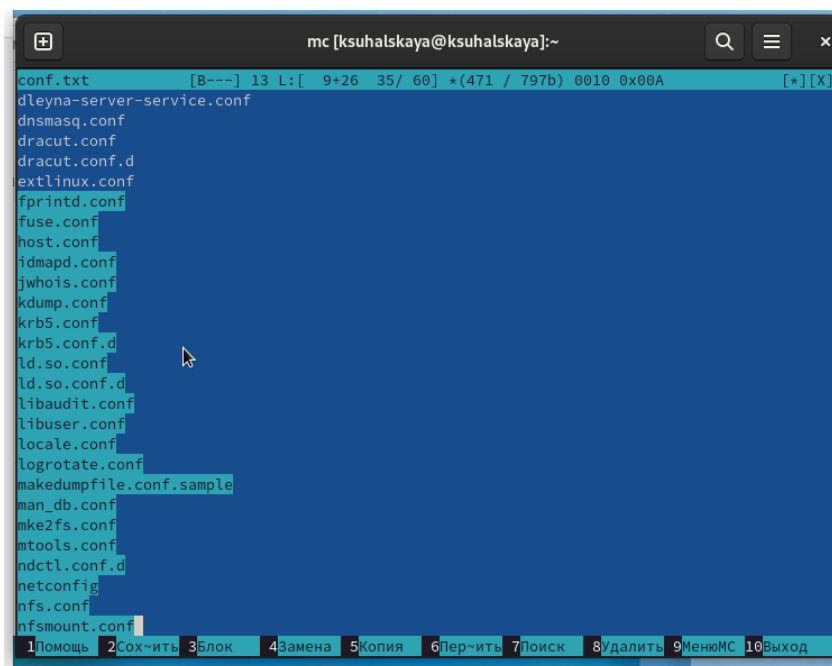 mc [ksuhalskaya@ksuhalskaya]:~
conf.txt [B---] 13 L:[ 9+26 35/ 60] *(471 / 797b) 0010 0x00A [*][X]
dleyna-server-service.conf
dnsmasq.conf
dracut.conf
dracut.conf.d
extlinux.conf
fprintd.conf
fuse.conf
host.conf
idmapd.conf
jwhois.conf
kdump.conf
krb5.conf
krb5.conf.d
ld.so.conf
ld.so.conf.d
libaudit.conf
libuser.conf
locale.conf
logrotate.conf
makedumpfile.conf.sample
man_db.conf
mke2fs.conf
mtools.conf
ndctl.conf.d
netconfig
nfs.conf
nfsmount.conf
1Помощь 2Сох~ить 3Блок 4Замена 5Копия 6Пер~ить 7Поиск 8Удалить 9МенюMC 10Выход